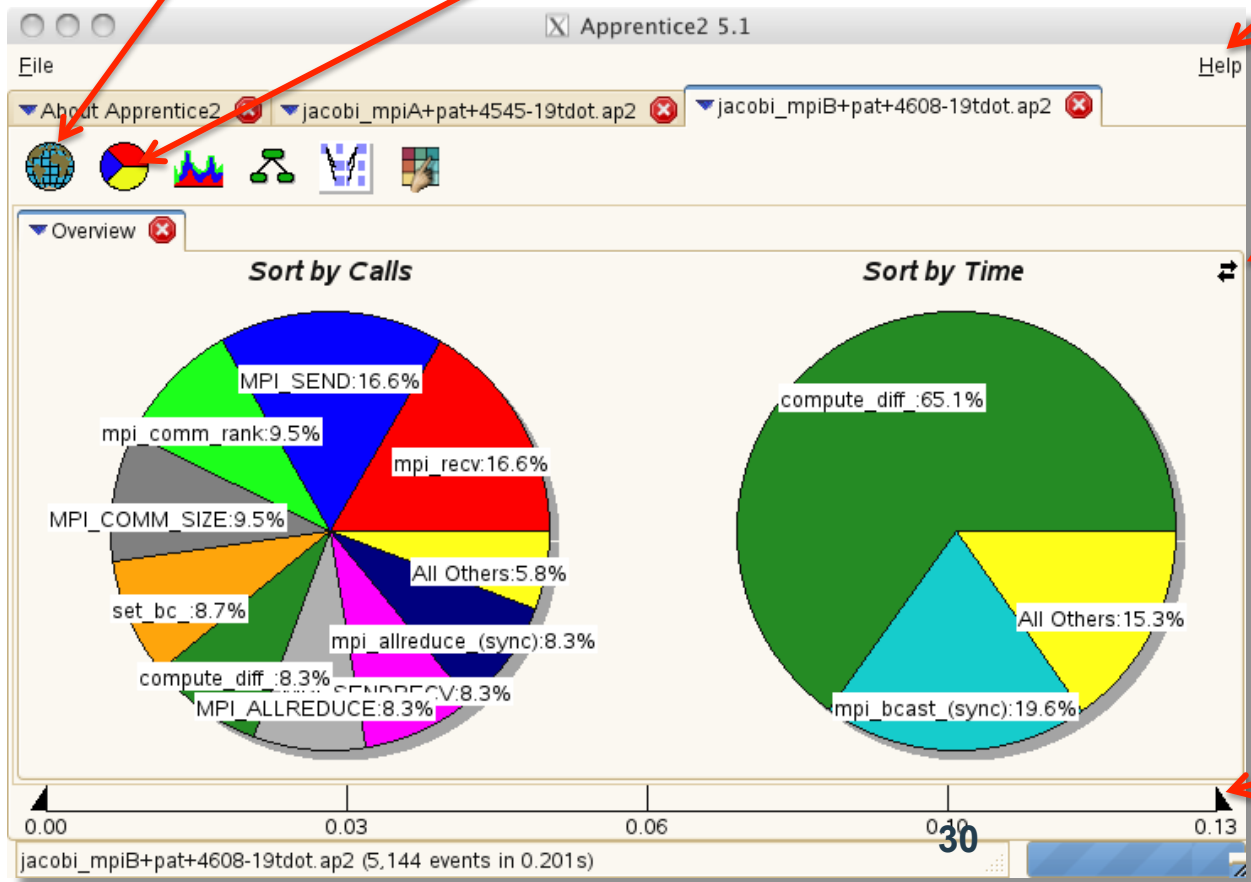 Apprentice2 5.1
File
Help
About Apprentice2
jacobi_mpiA+pat+4545-19tdot.ap2
jacobi_mpiB+pat+4608-19tdot.ap2
Overview
Sort by Calls
Sort by Time
MPI_SEND:16.6%
mpi_comm_rank:9.5%
mpi_recv:16.6%
MPI_COMM_SIZE:9.5%
All Others:5.8%
set_bc_:8.7%
mpi_allreduce_(sync):8.3%
compute_diff_:8.3%
SENDRECV:8.3%
MPI_ALLREDUCE:8.3%
compute_diff_:65.1%
All Others:15.3%
mpi_bcast_(sync):19.6%
0.00
0.03
0.06
0.10
0.13
30
jacobi_mpiB+pat+4608-19tdot.ap2 (5,144 events in 0.201s)